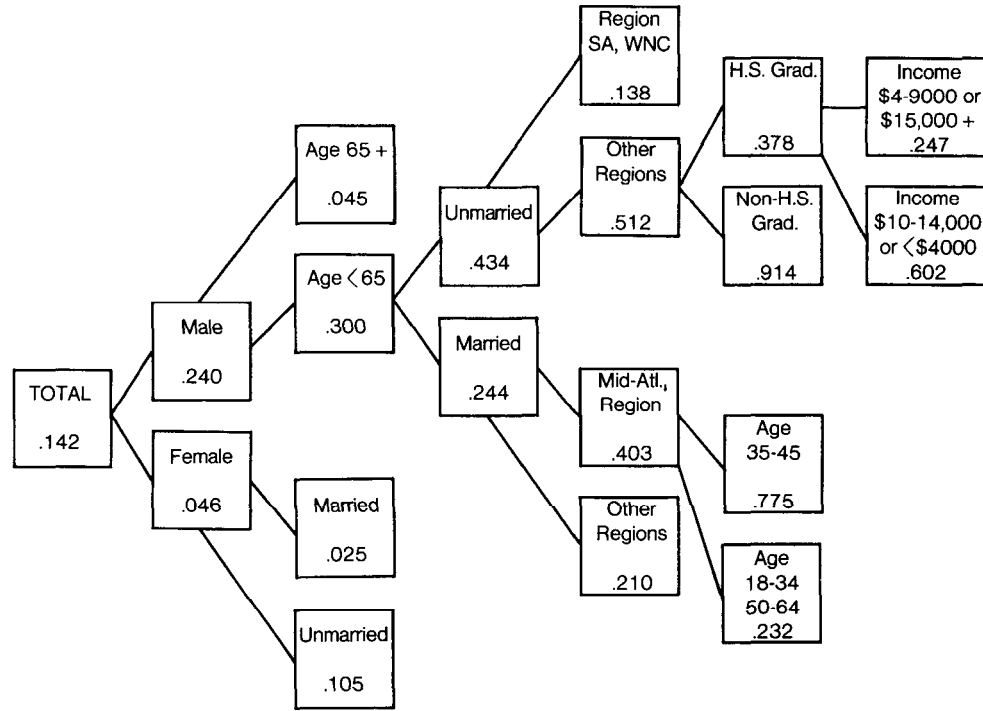 TOTAL
.142
Male
.240
Female
.046
Age 65 +
.045
Age < 65
.300
Married
.025
Unmarried
.105
Unmarried
.434
Married
.244
Region
SA, WNC
.138
Other
Regions
.512
Mid-Atl.,
Region
.403
Other
Regions
.210
H.S. Grad.
.378
Non-H.S.
Grad.
.914
Age
35-45
.775
Age
18-34
50-64
.232
Income
$4-9000 or
$15,000 +
.247
Income
$10-14,000
or <$4000
.602